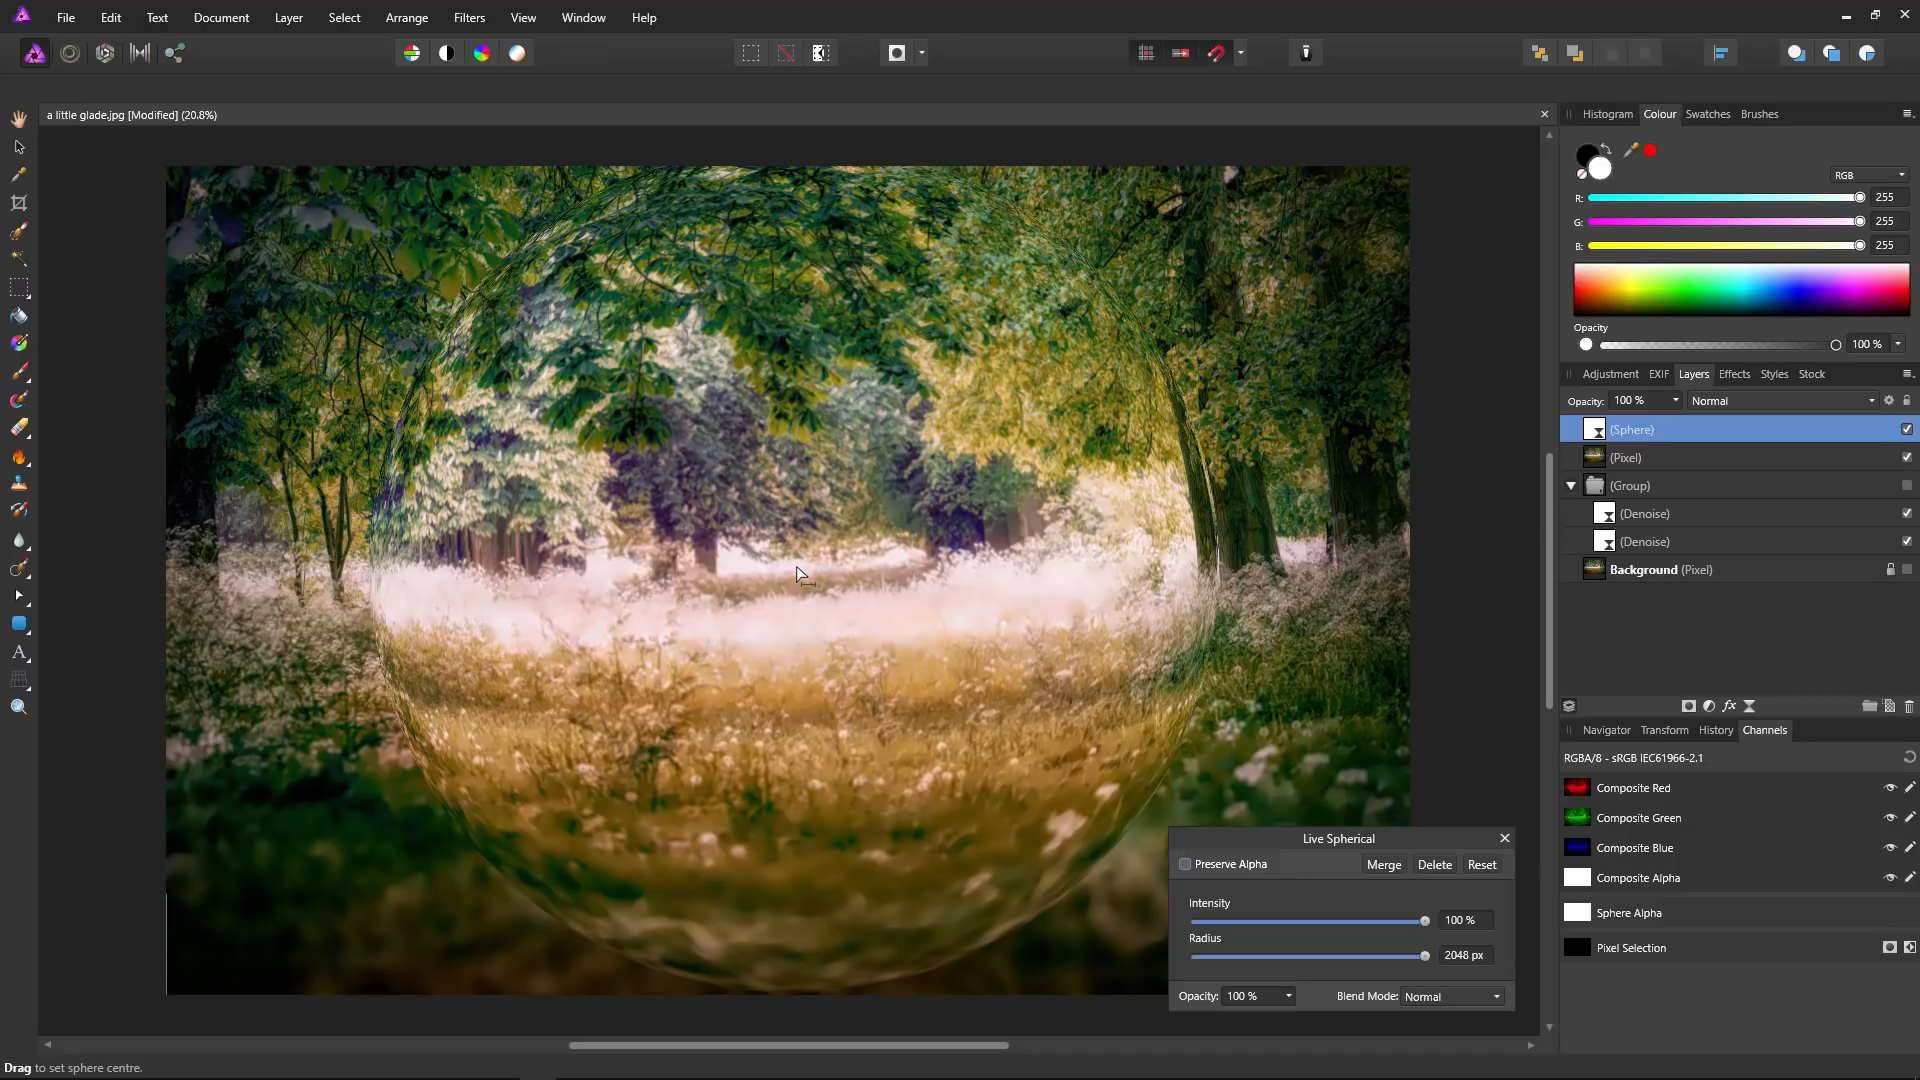 File Edit Text Document Layer Select Arrange Filters View Window Help
a little glade.jpg [Modified] (20.8%)
Histogram Colour Swatches Brushes
RGB
R: 255
G: 255
B: 255
Opacity
100 %
Adjustment EXIF Layers Effects Styles Stock
Opacity: 100 % Normal
(Sphere)
(Pixel)
(Group)
(Denoise)
(Denoise)
Background (Pixel)
fx
Navigator Transform History Channels
RGBA/8 - sRGB IEC61966-2.1
Composite Red
Composite Green
Composite Blue
Composite Alpha
Sphere Alpha
Pixel Selection
Live Spherical
Preserve Alpha Merge Delete Reset
Intensity
100 %
Radius
2048 px
Opacity: 100 % Blend Mode: Normal
Drag to set sphere centre.